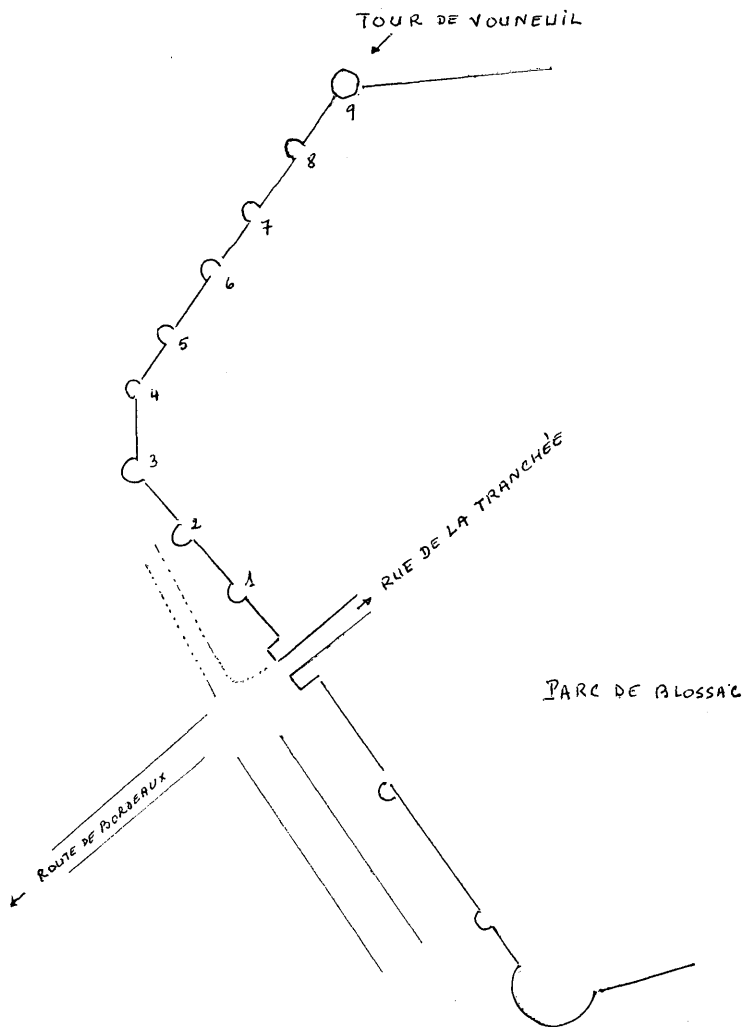 TOUR DE VOUNEUIL
9
8
7
6
5
4
3
2
1
RUE DE LA TRANCHÉE
PARC DE BLOSSAC
ROUTE DE BORDEAUX